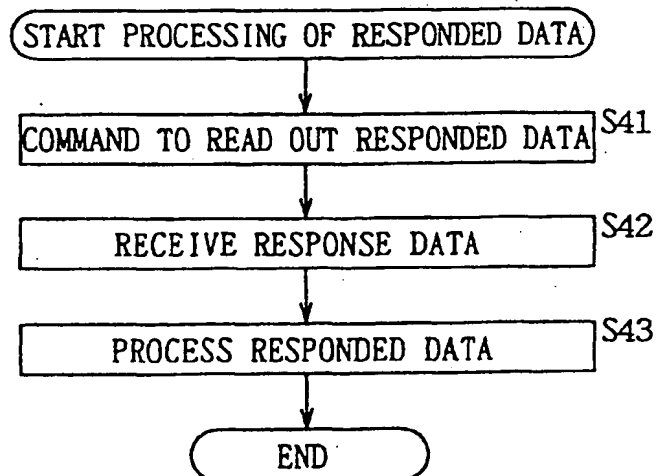 START PROCESSING OF RESPONDED DATA
COMMAND TO READ OUT RESPONDED DATA S41
RECEIVE RESPONSE DATA S42
PROCESS RESPONDED DATA S43
END